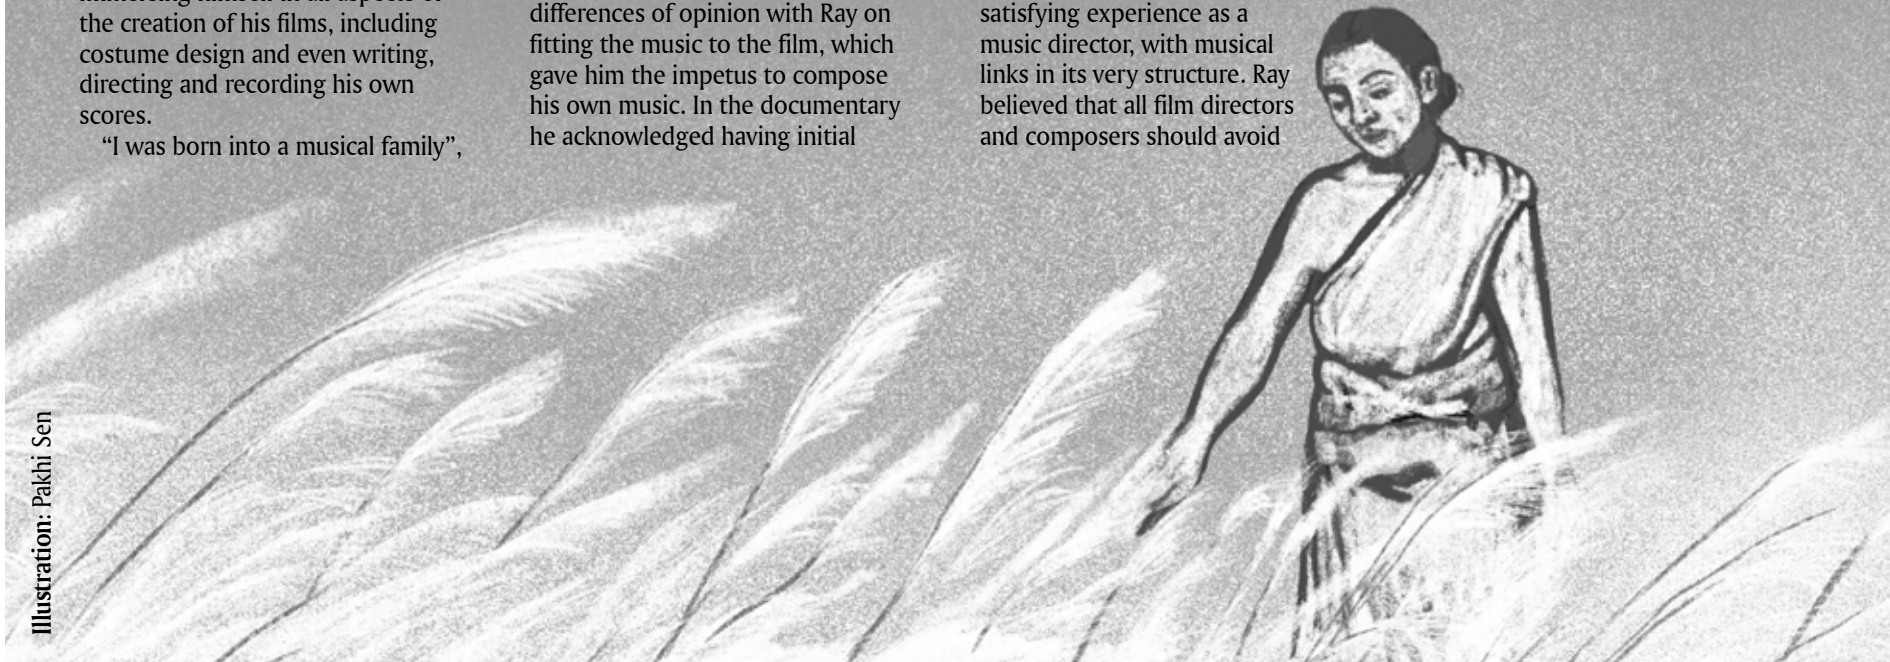 the creation of his films, including
costume design and even writing,
directing and recording his own
scores.
“I was born into a musical family”,
differences of opinion with Ray on
fitting the music to the film, which
gave him the impetus to compose
his own music. In the documentary
he acknowledged having initial
satisfying experience as a
music director, with musical
links in its very structure. Ray
believed that all film directors
and composers should avoid
Illustration: Pakhi Sen